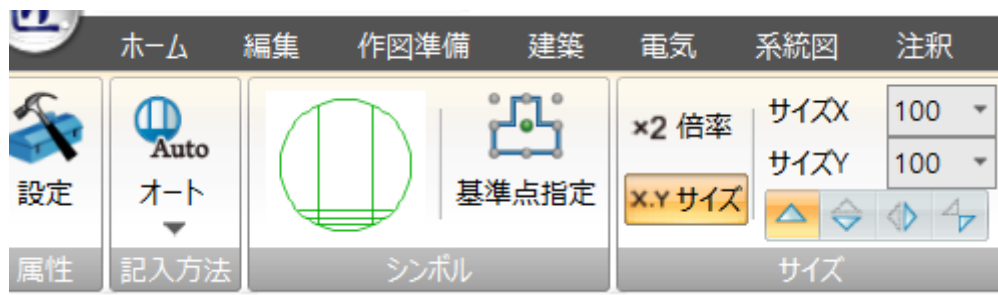 ホーム 編集 作図準備 建築 電気 系統図 注釈
設定
Auto
オート
基準点指定
×2 倍率
X.Y サイズ
サイズX 100
サイズY 100
属性 記入方法 シンボル サイズ